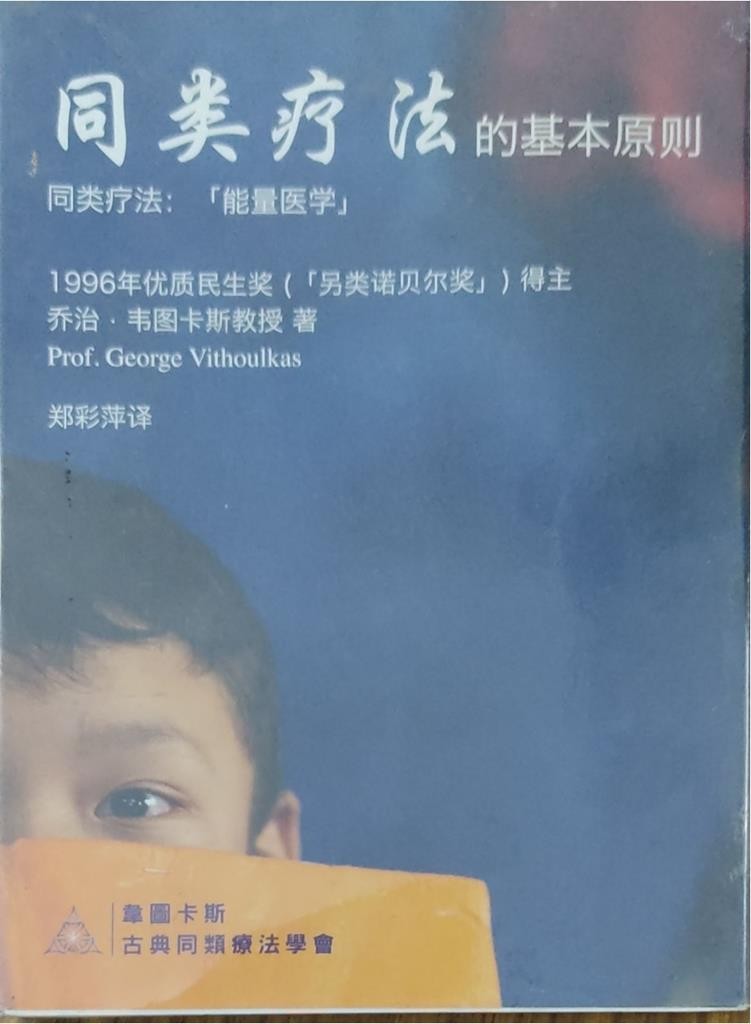 同类疗法的基本原则
同类疗法：「能量医学」
1996年优质民生奖 (「另类诺贝尔奖」) 得主
乔治 · 韦图卡斯教授 著
Prof. George Vithoulkas
郑彩萍译
韋圖卡斯
古典同類療法學會